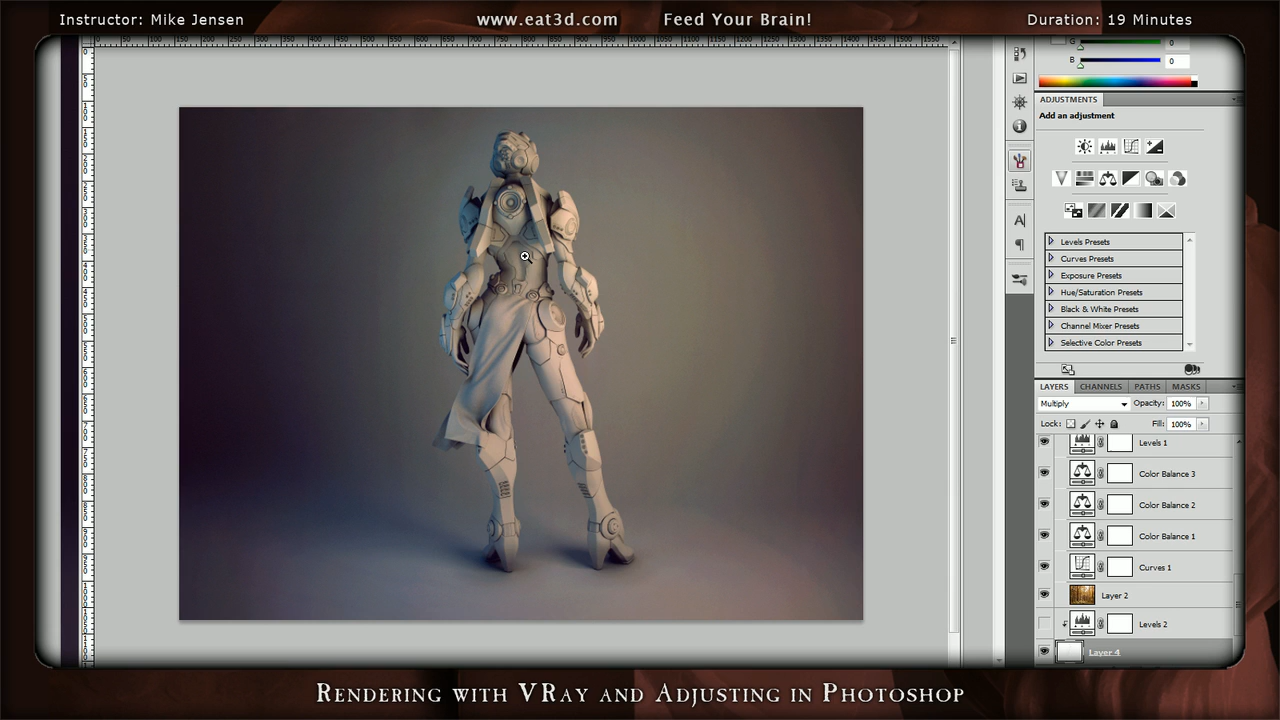 Instructor: Mike Jensen
www.eat3d.com
Feed Your Brain!
Duration: 19 Minutes
G
0
B
0
ADJUSTMENTS
Add an adjustment
Levels Presets
Curves Presets
Exposure Presets
Hue/Saturation Presets
Black & White Presets
Channel Mixer Presets
Selective Color Presets
LAYERS CHANNELS PATHS MASKS
Multiply Opacity: 100%
Lock: Fill: 100%
Levels 1
Color Balance 3
Color Balance 2
Color Balance 1
Curves 1
Layer 2
Levels 2
Layer 4
Rendering with VRay and Adjusting in Photoshop